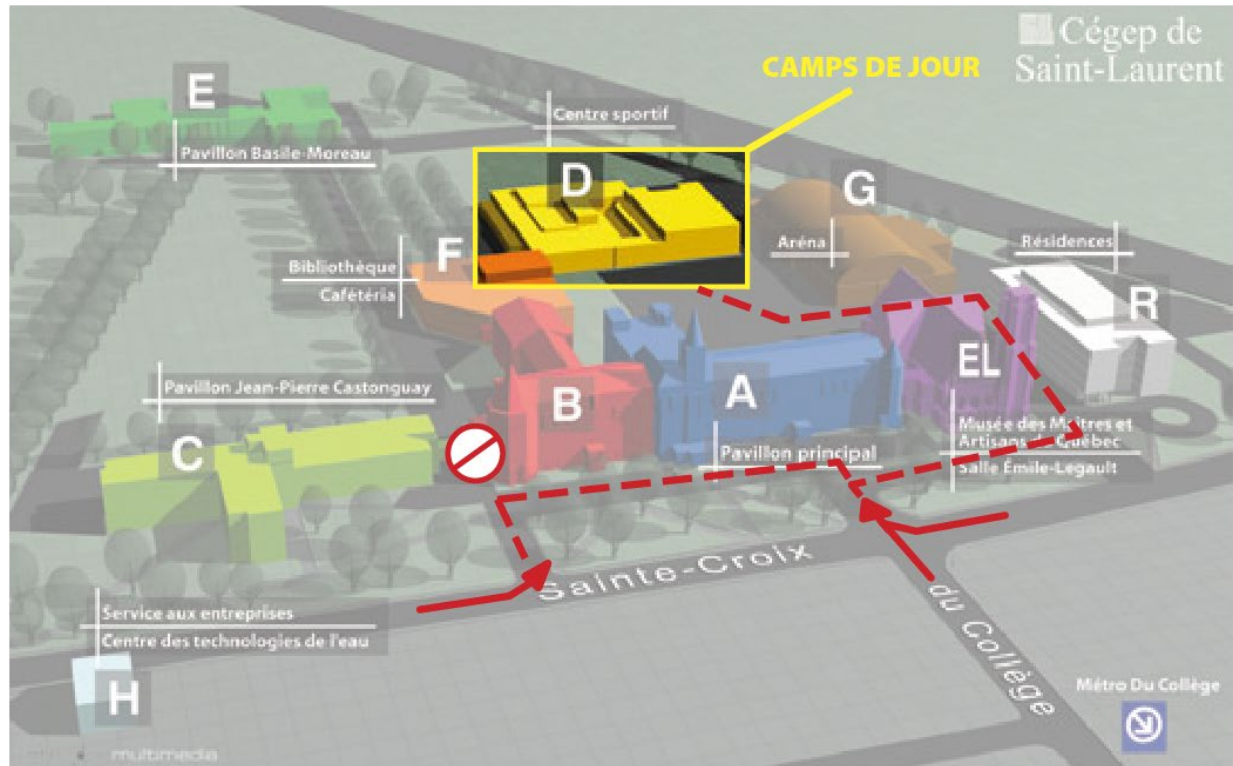 Cégep de
Saint-Laurent
CAMPS DE JOUR
E
Pavillon Basile-Moreau
Centre sportif
D
G
Aréna
Résidences
R
F
Bibliothèque
Cafétéria
EL
Musée des Maîtres et
Artisans du Québec
Salle Émile-Legault
A
Pavillon principal
B
Pavillon Jean-Pierre Castonguay
C
Sainte-Croix
du Collège
Service aux entreprises
Centre des technologies de l'eau
H
Métro Du Collège
multimedia